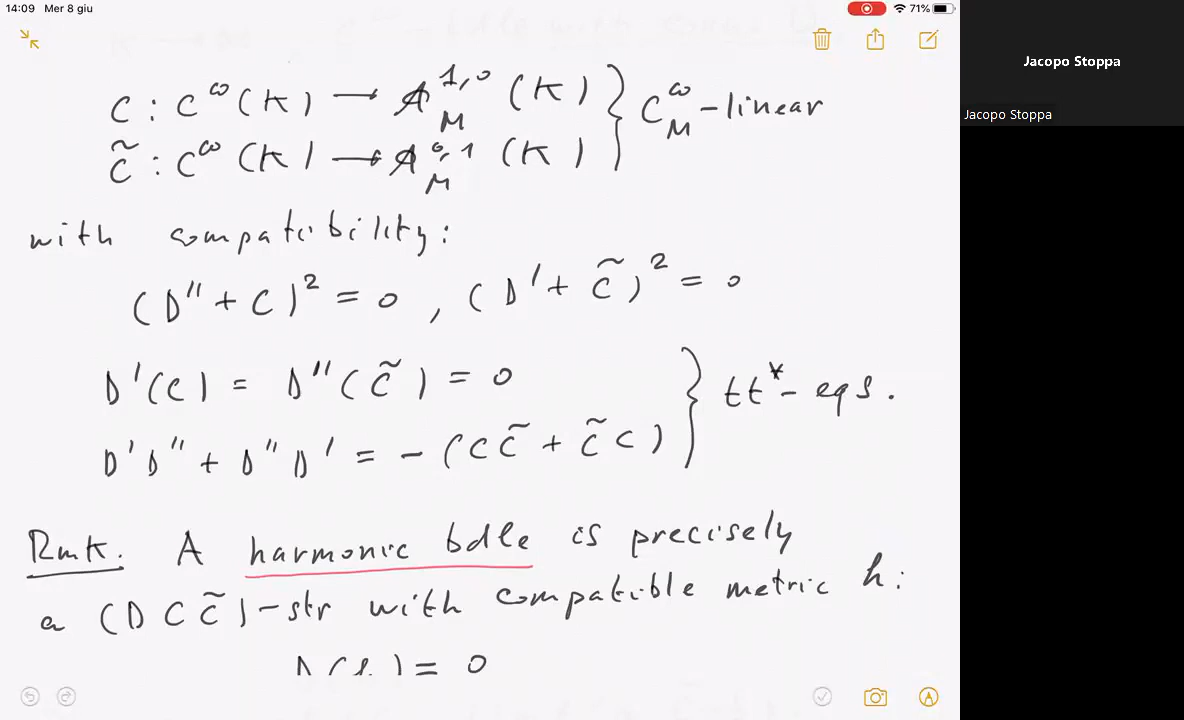 14:09 Mer 8 giu
71%
C : C^∞(K) → A_M^{1,0}(K) } C_M^∞-linear
C̃ : C^∞(K) → A_M^{0,1}(K)
with compatibility:
(D'' + C)² = 0, (D' + C̃)² = 0
D'(C) = D''(C̃) = 0 } tt*-eqs.
D'D'' + D''D' = -(CC̃ + C̃C)
Rmk. A harmonic bdle is precisely
a (DCC̃)-str with compatible metric h:
D(h) = 0
Jacopo Stoppa
Jacopo Stoppa